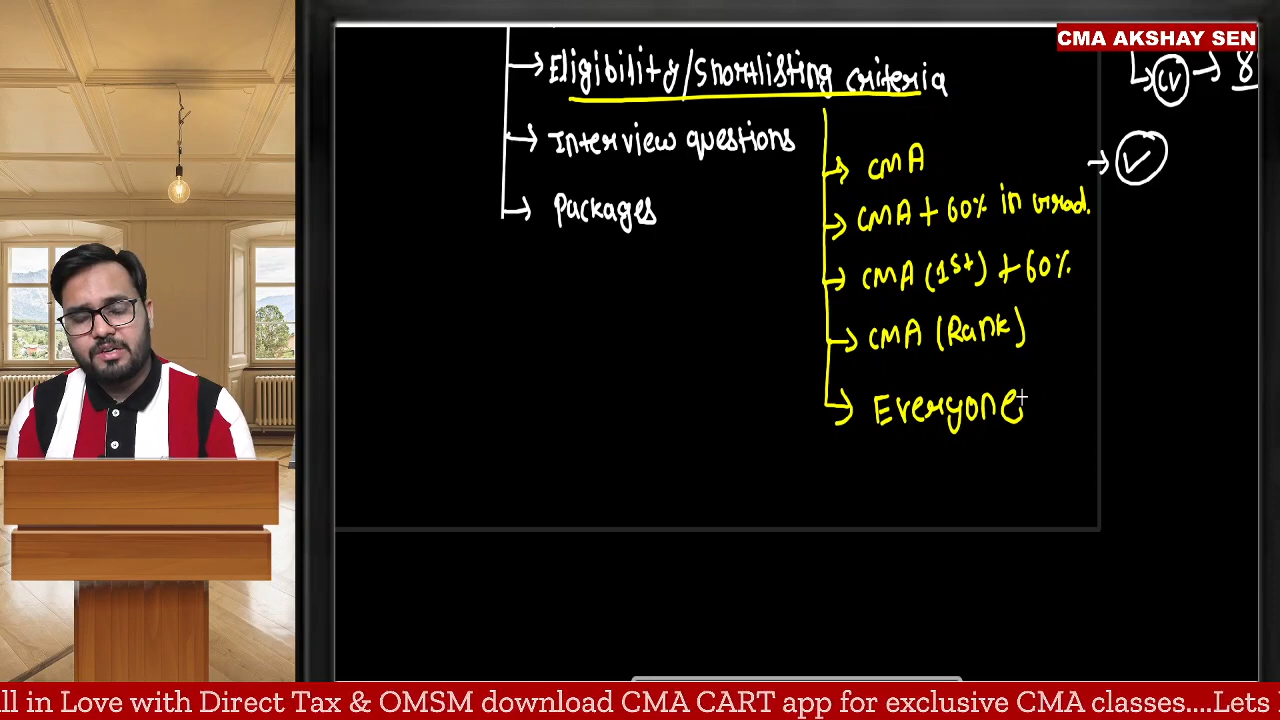 CMA AKSHAY SEN
Eligibility/Shortlisting criteria
CV → 8
Interview questions
Packages
CMA
CMA + 60% in Grad.
CMA (1st) + 60%
CMA (Rank)
Everyone
ll in Love with Direct Tax & OMSM download CMA CART app for exclusive CMA classes....Lets